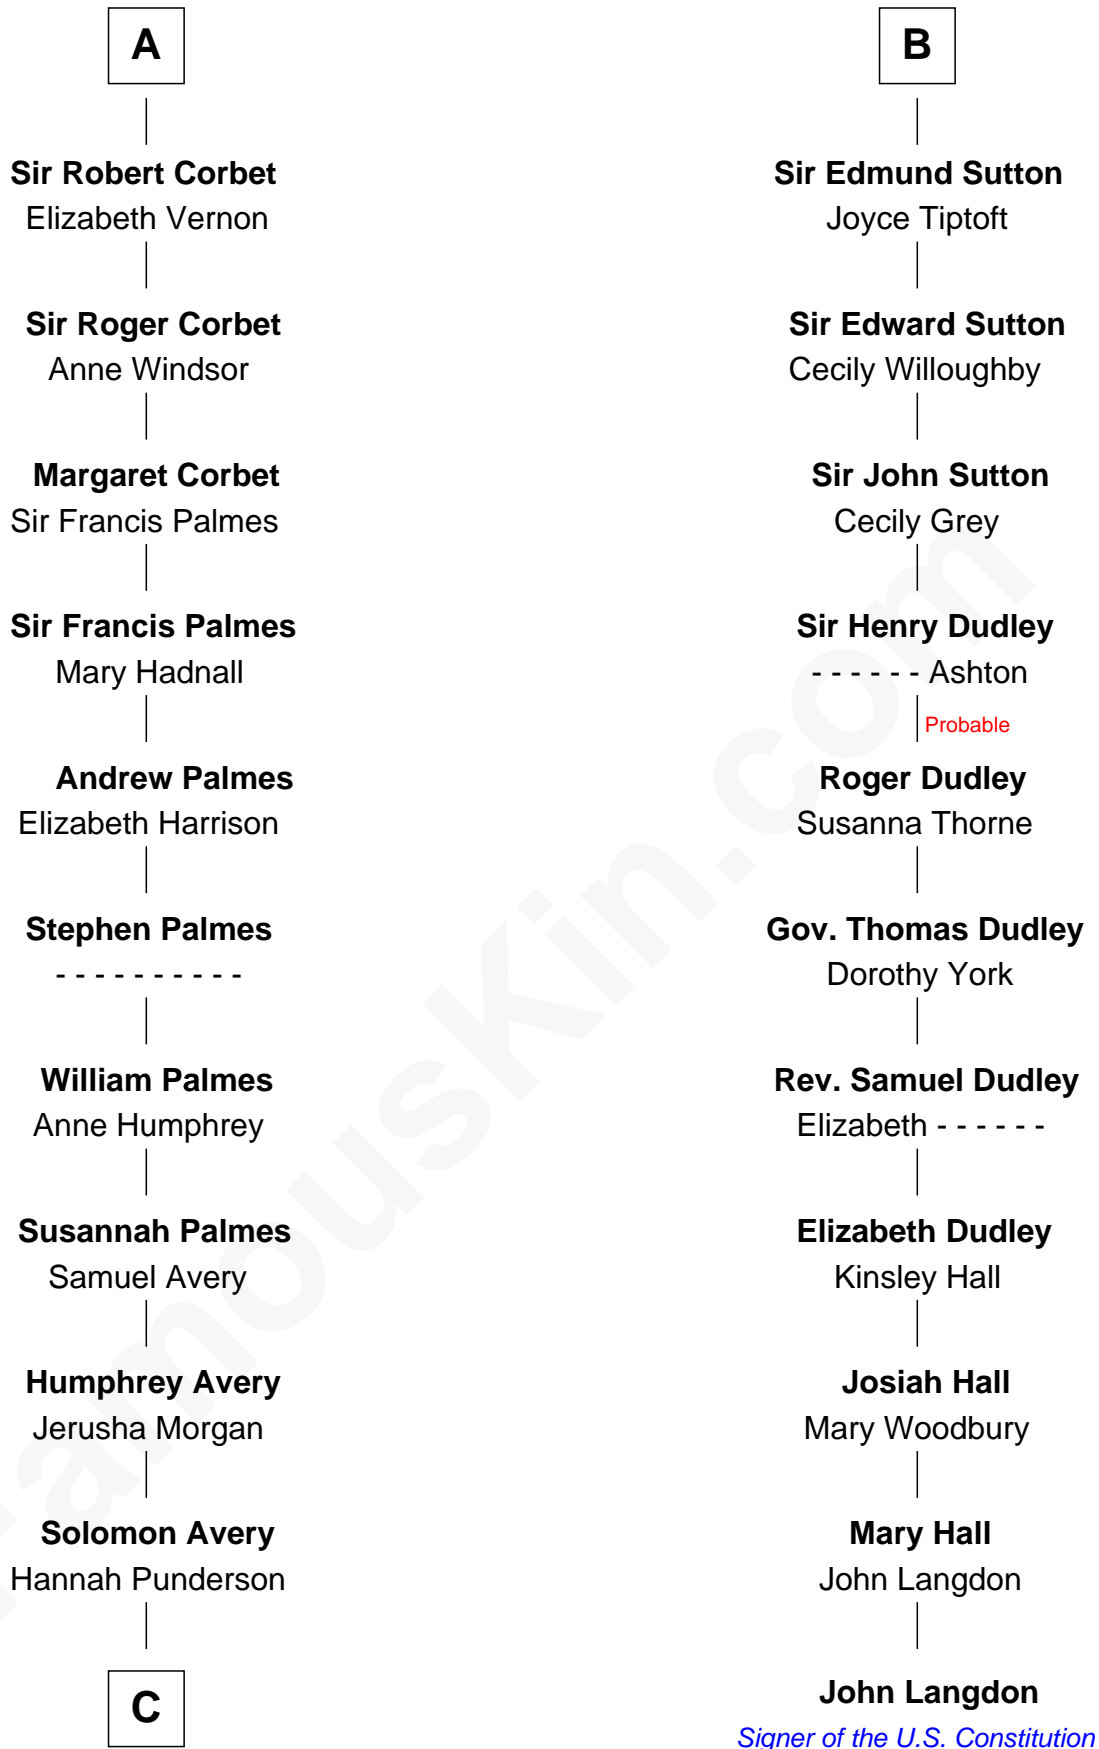 A
Sir Robert Corbet
Elizabeth Vernon
Sir Roger Corbet
Anne Windsor
Margaret Corbet
Sir Francis Palmes
Sir Francis Palmes
Mary Hadnall
Andrew Palmes
Elizabeth Harrison
Stephen Palmes
- - - - - - - - - -
William Palmes
Anne Humphrey
Susannah Palmes
Samuel Avery
Humphrey Avery
Jerusha Morgan
Solomon Avery
Hannah Punderson
C
B
Sir Edmund Sutton
Joyce Tiptoft
Sir Edward Sutton
Cecily Willoughby
Sir John Sutton
Cecily Grey
Sir Henry Dudley
- - - - - - Ashton
Probable
Roger Dudley
Susanna Thorne
Gov. Thomas Dudley
Dorothy York
Rev. Samuel Dudley
Elizabeth - - - - - -
Elizabeth Dudley
Kinsley Hall
Josiah Hall
Mary Woodbury
Mary Hall
John Langdon
John Langdon
Signer of the U.S. Constitution
FamousKin.com